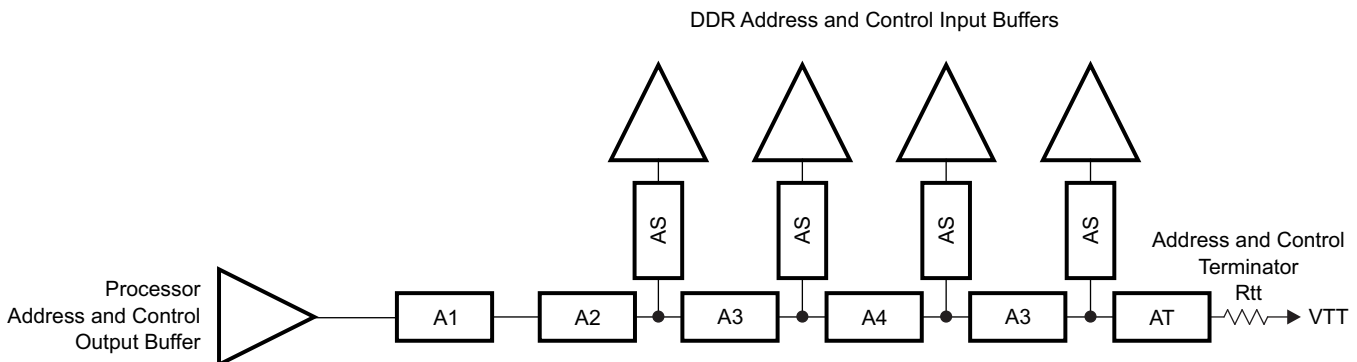 DDR Address and Control Input Buffers
AS
AS
AS
AS
Address and Control
Terminator
Rtt
Processor
Address and Control
Output Buffer
A1
A2
A3
A4
A3
AT
VTT